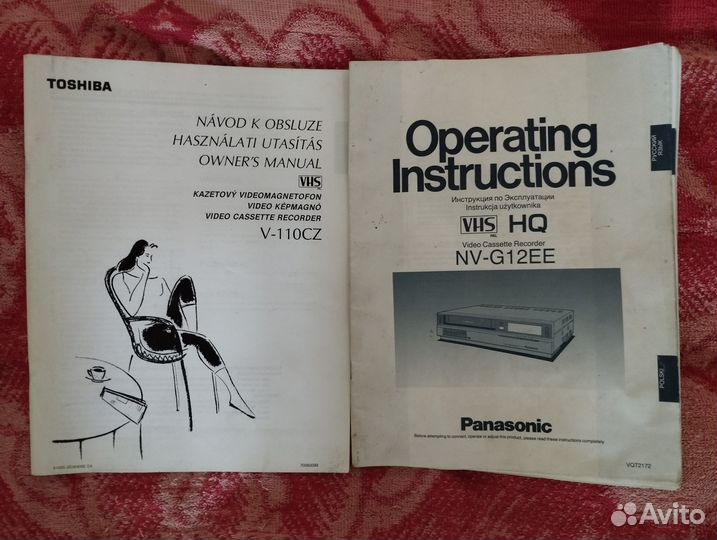 TOSHIBA
NÁVOD K OBSLUZE
HASZNÁLATI UTASÍTÁS
OWNER'S MANUAL
VHS
KAZETOVÝ VIDEOMAGNETOFON
VIDEO KÉPMAGNÓ
VIDEO CASSETTE RECORDER
V-110CZ
Operating
Instructions
Инструкция по Эксплуатации
Instrukcja użytkownika
VHS HQ
PAL
Video Cassette Recorder
NV-G12EE
Panasonic
Before attempting to connect, operate or adjust this product, please read these instructions completely.
VQT2172
РУССКИЙ
ЯЗЫК
POLSKI
Avito